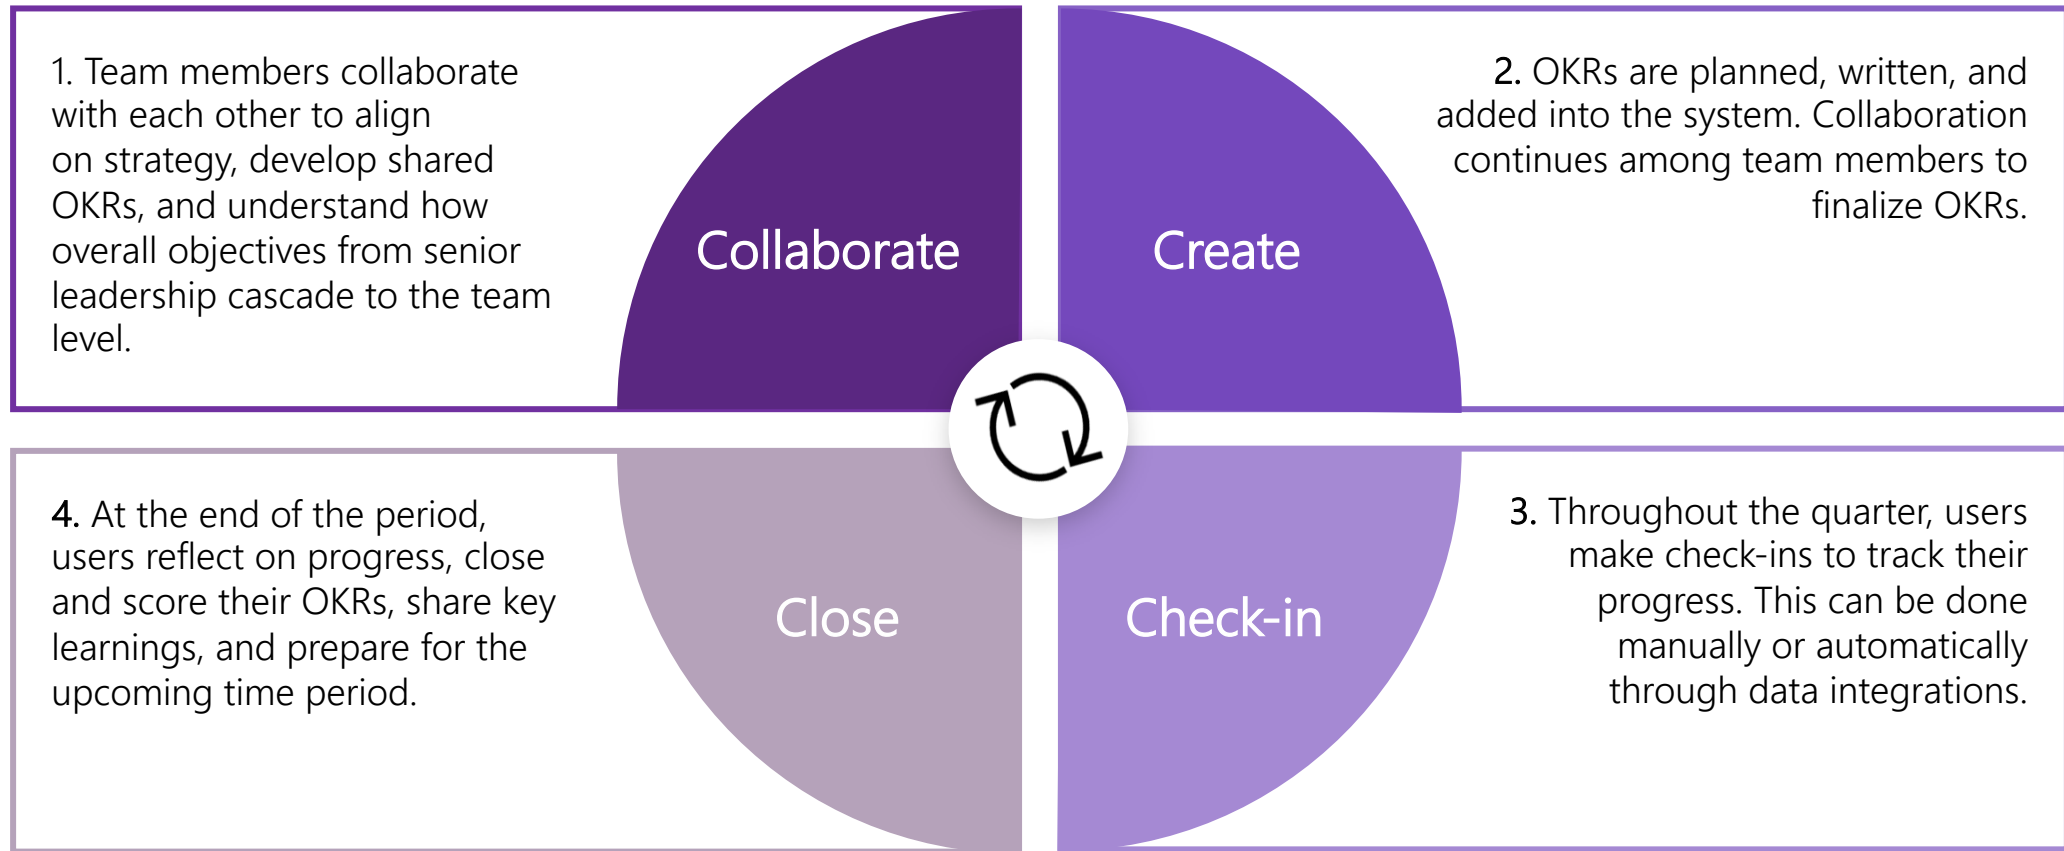 1. Team members collaborate
with each other to align
on strategy, develop shared
OKRs, and understand how
overall objectives from senior
leadership cascade to the team
level.
Collaborate
Create
2. OKRs are planned, written, and
added into the system. Collaboration
continues among team members to
finalize OKRs.
3. Throughout the quarter, users
make check-ins to track their
progress. This can be done
manually or automatically
through data integrations.
Check-in
Close
4. At the end of the period,
users reflect on progress, close
and score their OKRs, share key
learnings, and prepare for the
upcoming time period.